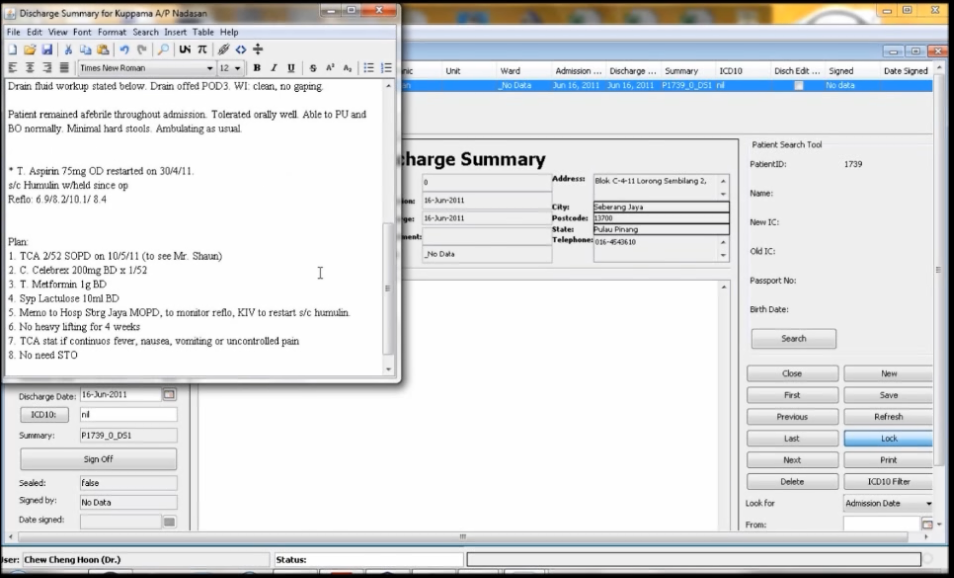 Discharge Summary for Kuppama A/P Nadasan
File Edit View Font Format Search Insert Table Help
Times New Roman 12 B I U S
Drain fluid workup stated below. Drain offed POD3. WI: clean, no gaping.
Patient remained afebrile throughout admission. Tolerated orally well. Able to PU and
BO normally. Minimal hard stools. Ambulating as usual.
* T. Aspirin 75mg OD restarted on 30/4/11.
s/c Humulin w/held since op
Reflo: 6.9/8.2/10.1/ 8.4
Plan:
1. TCA 2/52 SOPD on 10/5/11 (to see Mr. Shaun)
2. C. Celebrex 200mg BD x 1/52
3. T. Metformin 1g BD
4. Syp Lactulose 10ml BD
5. Memo to Hosp Sbrg Jaya MOPD, to monitor reflo, KIV to restart s/c humulin.
6. No heavy lifting for 4 weeks
7. TCA stat if continuos fever, nausea, vomiting or uncontrolled pain
8. No need STO
Unit Ward Admission ... Discharge ... Summary ICD10 Disch Edit ... Signed Date Signed
_No Data Jun 16, 2011 Jun 16, 2011 P1739_0_DS1 nil No data
charge Summary
0
16-Jun-2011
16-Jun-2011
_No Data
Address: Blok C-4-11 Lorong Sembilang 2,
City: Seberang Jaya
Postcode: 13700
State: Pulau Pinang
Telephone: 016-4543610
Patient Search Tool
PatientID: 1739
Name:
New IC:
Old IC:
Passport No:
Birth Date:
Search
Close New
First Save
Previous Refresh
Last Lock
Next Print
Delete ICD10 Filter
Look for Admission Date
From:
Discharge Date: 16-Jun-2011
ICD10: nil
Summary: P1739_0_DS1
Sign Off
Sealed: false
Signed by: No Data
Date signed:
User: Chew Cheng Hoon (Dr.) Status: